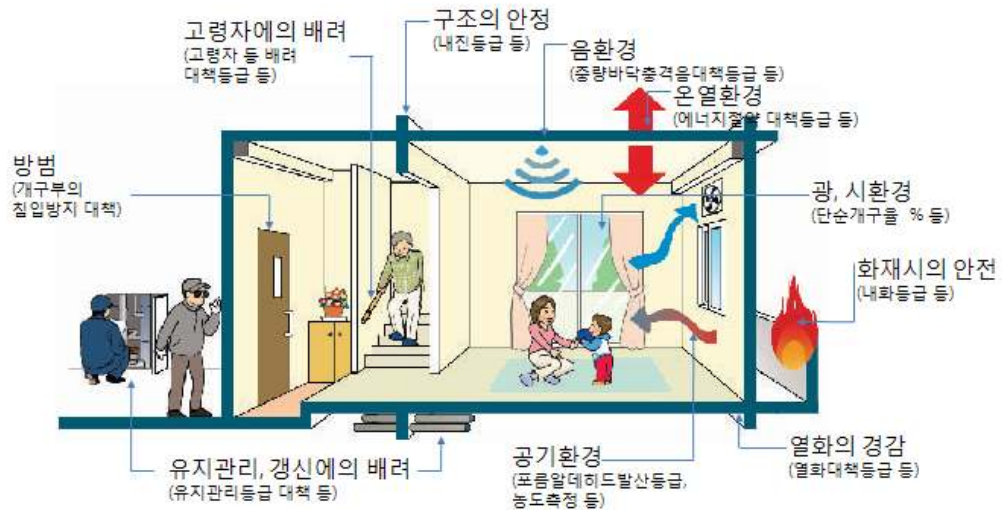 고령자에의 배려
(고령자 등 배려
대책등급 등)
구조의 안정
(내진등급 등)
음환경
(중량바닥충격음대책등급 등)
온열환경
(에너지절약 대책등급 등)
방범
(개구부의
침입방지 대책)
광, 시환경
(단순개구율 % 등)
화재시의 안전
(내화등급 등)
유지관리, 갱신에의 배려
(유지관리등급 대책 등)
공기환경
(포름알데히드발산등급,
농도측정 등)
열화의 경감
(열화대책등급 등)